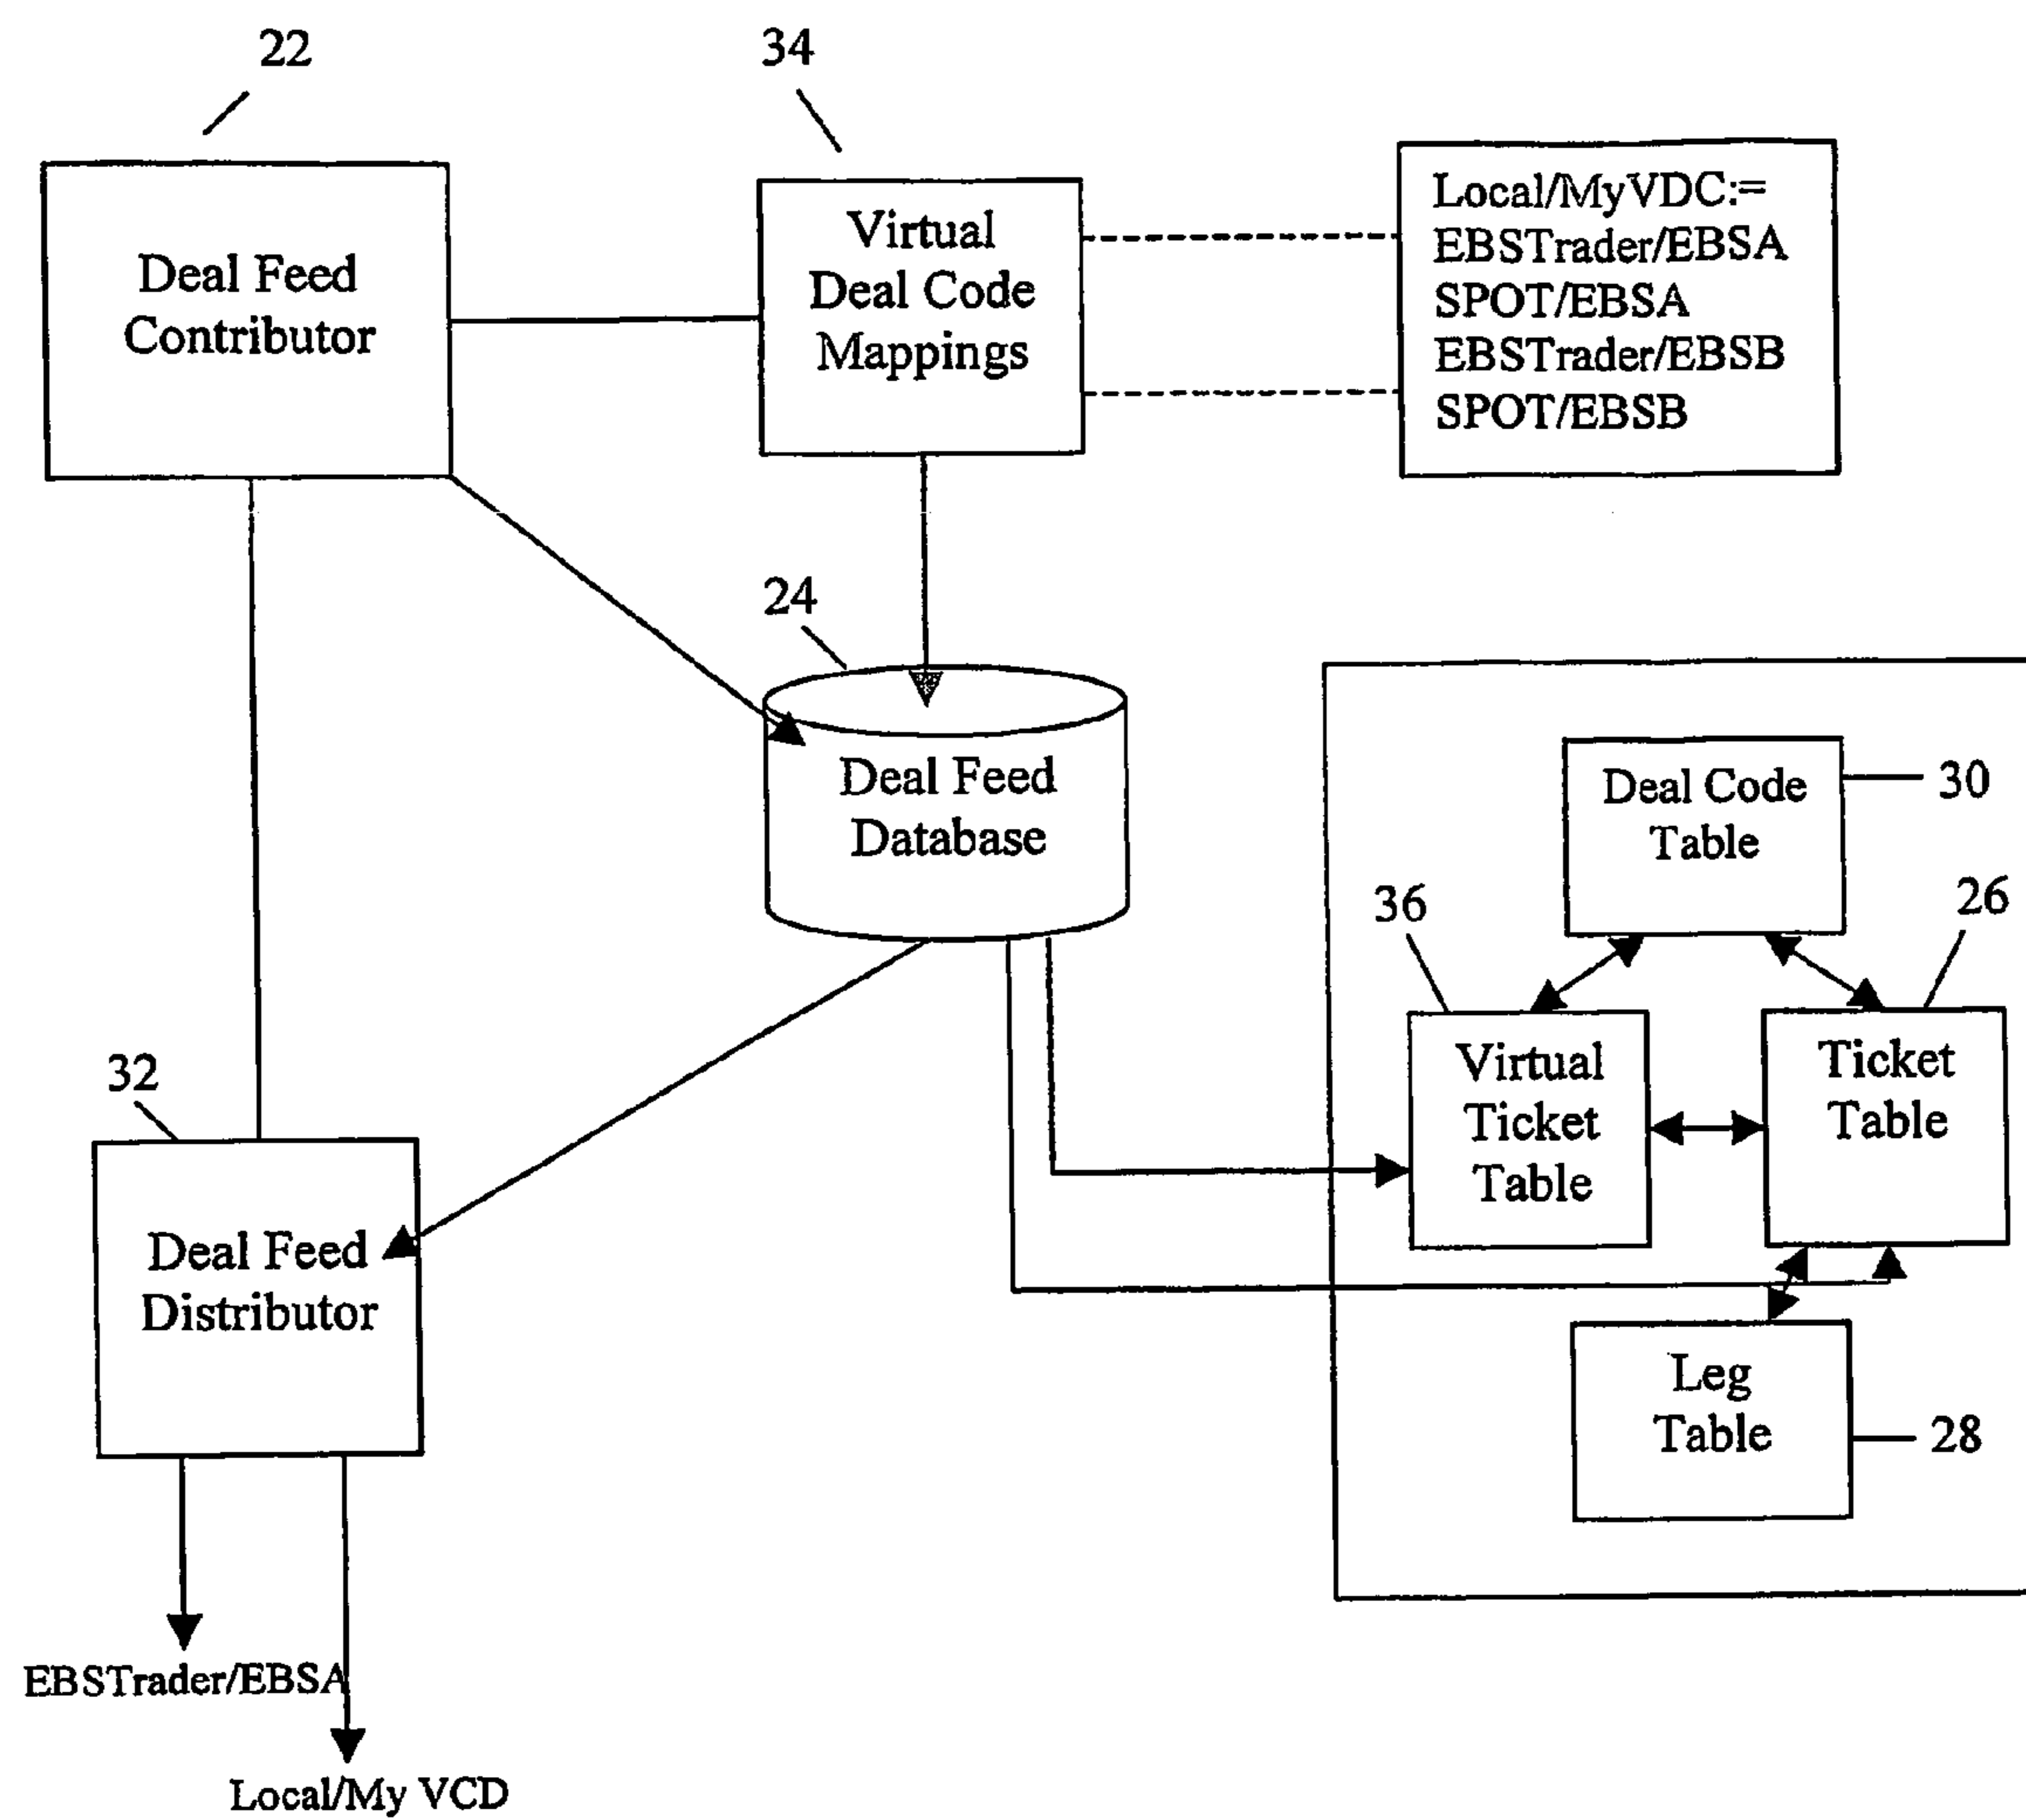 22
34
Deal Feed
Contributor
Virtual
Deal Code
Mappings
Local/MyVDC:=
EBSTrader/EBSA
SPOT/EBSA
EBSTrader/EBSB
SPOT/EBSB
24
Deal Feed
Database
Deal Code
Table
30
36
26
Virtual
Ticket
Table
Ticket
Table
32
Deal Feed
Distributor
Leg
Table
28
EBSTrader/EBSA
Local/My VCD